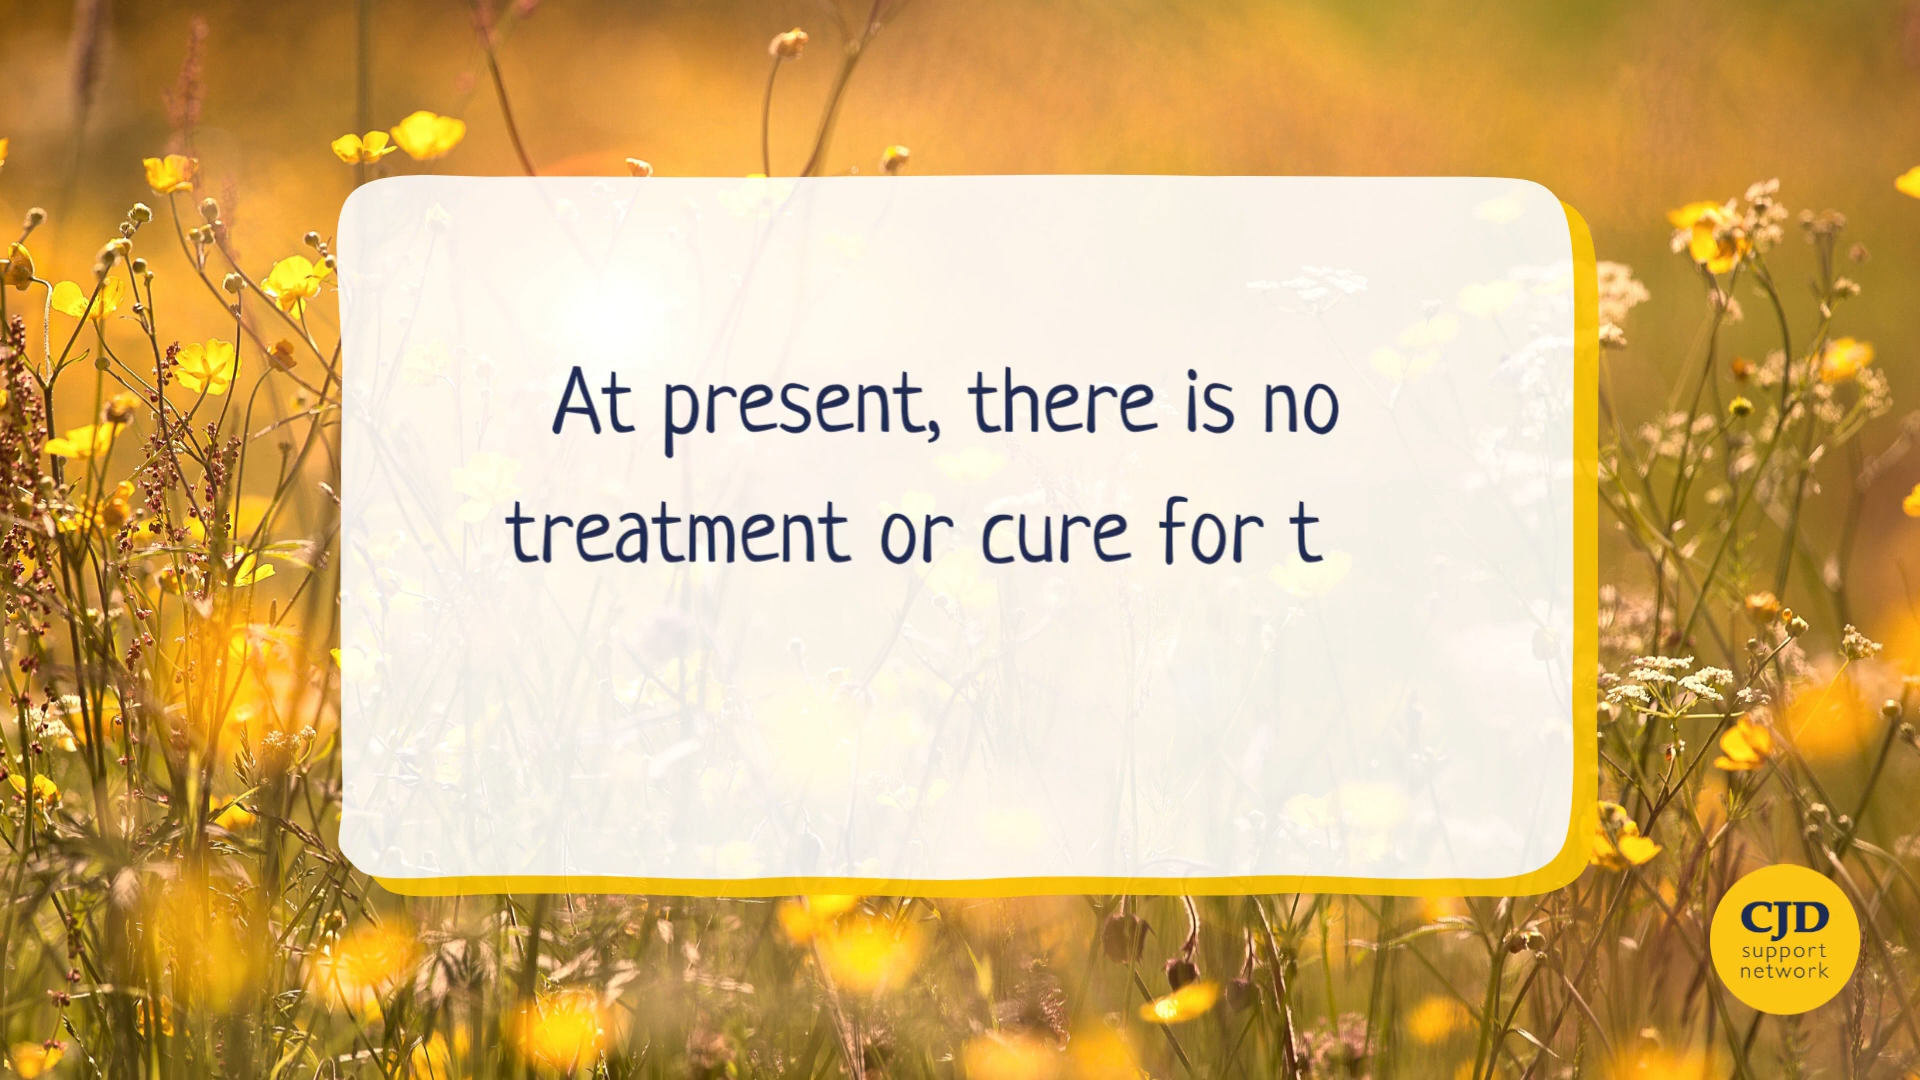 At present, there is no
treatment or cure for t
CJD
support
network